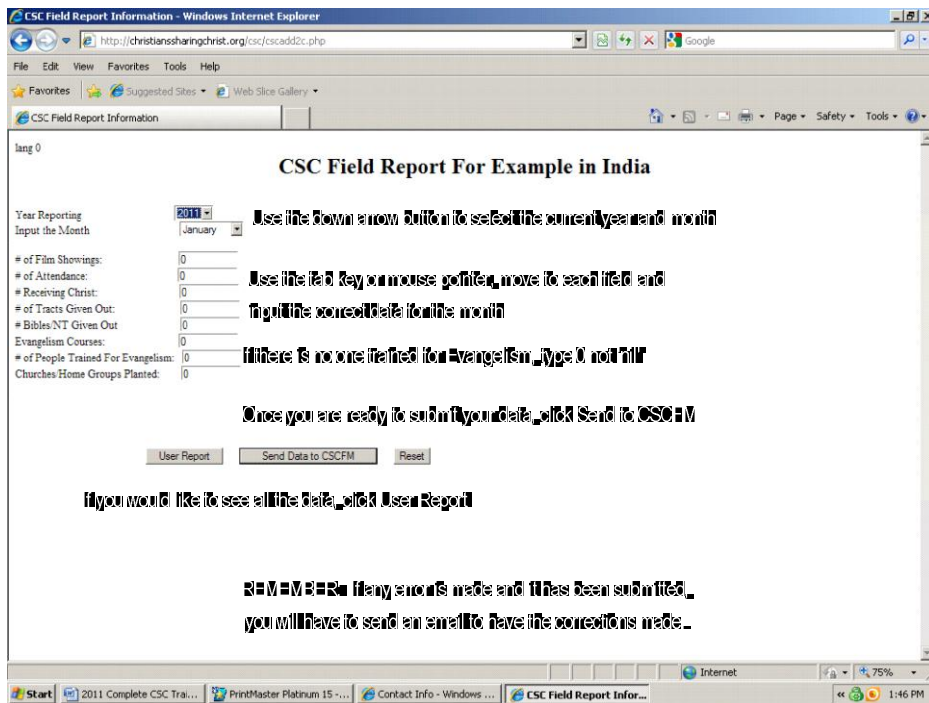 CSC Field Report Information - Windows Internet Explorer
http://christianssharingchrist.org/csc/cscadd2c.php
Google
File Edit View Favorites Tools Help
Favorites Suggested Sites Web Slice Gallery
CSC Field Report Information Page Safety Tools
lang 0
CSC Field Report For Example in India
Year Reporting 2011
Input the Month January
Use the down arrow button to select the current year and month
# of Film Showings: 0
# of Attendance: 0
# Receiving Christ: 0
# of Tracts Given Out: 0
# Bibles/NT Given Out 0
Evangelism Courses: 0
# of People Trained For Evangelism: 0
Churches/Home Groups Planted: 0
Use the tab key or mouse pointer, move to each field and
input the correct data for the month
If there is no one trained for Evangelism, type 0 not "nil"
Once you are ready to submit your data, click Send to CSCFM
User Report Send Data to CSCFM Reset
If you would like to see all the data, click User Report
REMEMBER: If any error is made and it has been submitted,
you will have to send an email to have the corrections made.
Internet 75%
Start 2011 Complete CSC Trai... PrintMaster Platinum 15 -... Contact Info - Windows ... CSC Field Report Infor... 1:46 PM